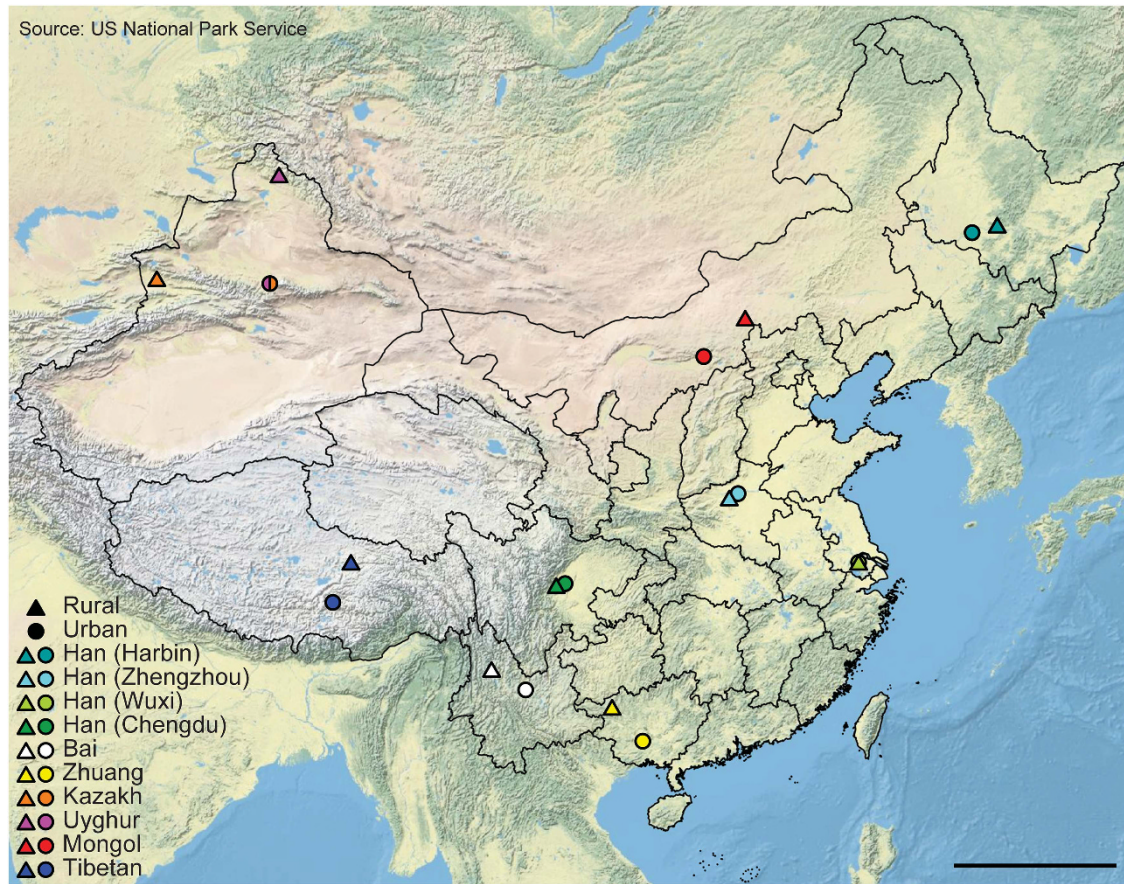 Source: US National Park Service
Rural
Urban
Han (Harbin)
Han (Zhengzhou)
Han (Wuxi)
Han (Chengdu)
Bai
Zhuang
Kazakh
Uyghur
Mongol
Tibetan